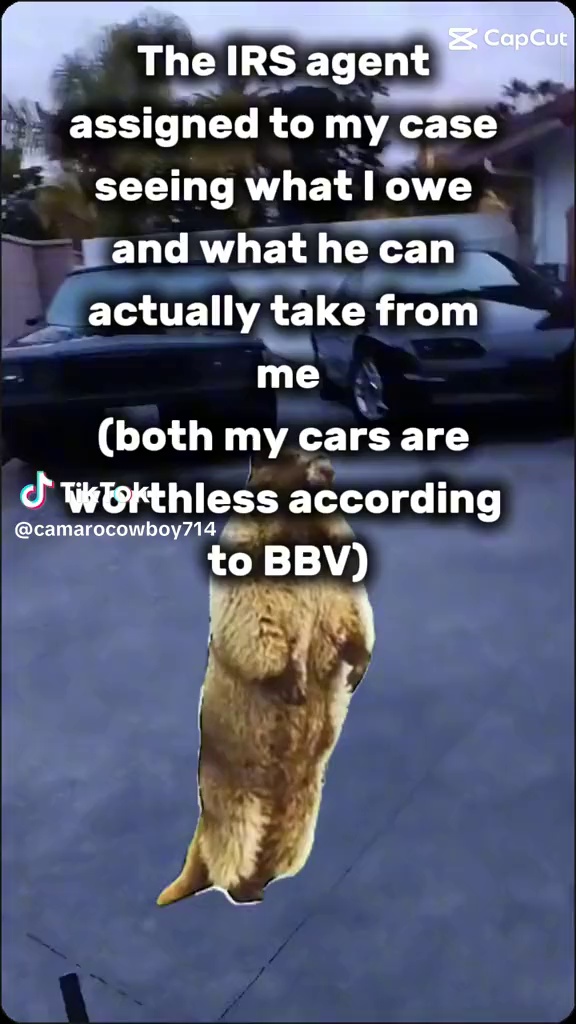 CapCut
The IRS agent
assigned to my case
seeing what I owe
and what he can
actually take from
me
(both my cars are
worthless according
to BBV)
TikTok
@camarocowboy714